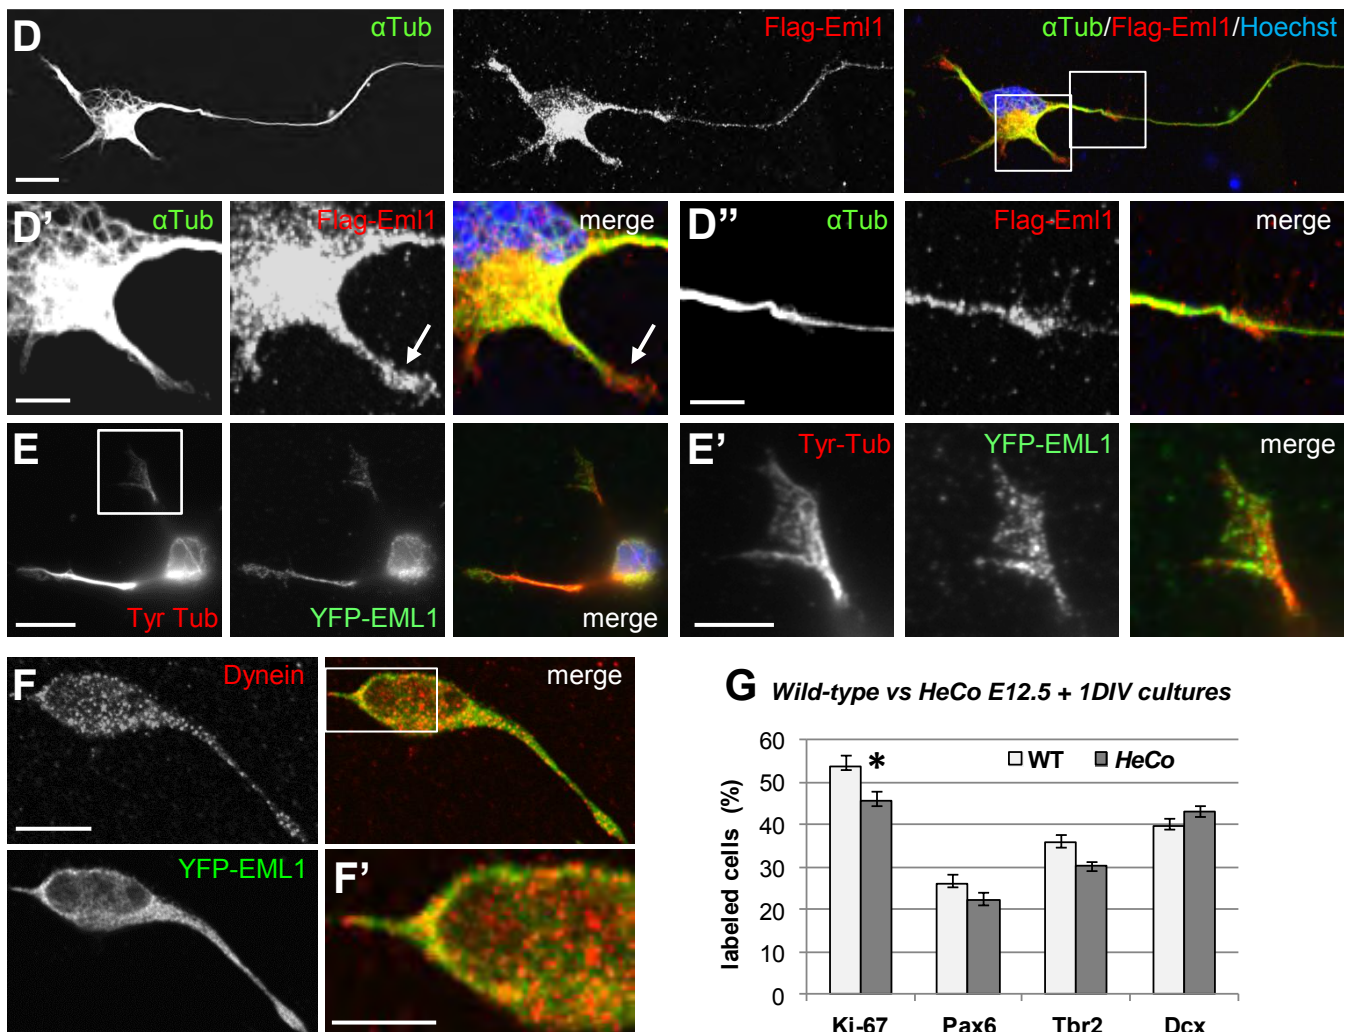 D
αTub
Flag-Eml1
αTub/Flag-Eml1/Hoechst
D'
αTub
Flag-Eml1
merge
D"
αTub
Flag-Eml1
merge
E
Tyr Tub
YFP-EML1
merge
E'
Tyr-Tub
YFP-EML1
merge
F
Dynein
merge
YFP-EML1
F'
G Wild-type vs HeCo E12.5 + 1DIV cultures
labeled cells (%)
60
50
40
30
20
10
0
WT
HeCo
*
Ki-67
Pax6
Tbr2
Dcx